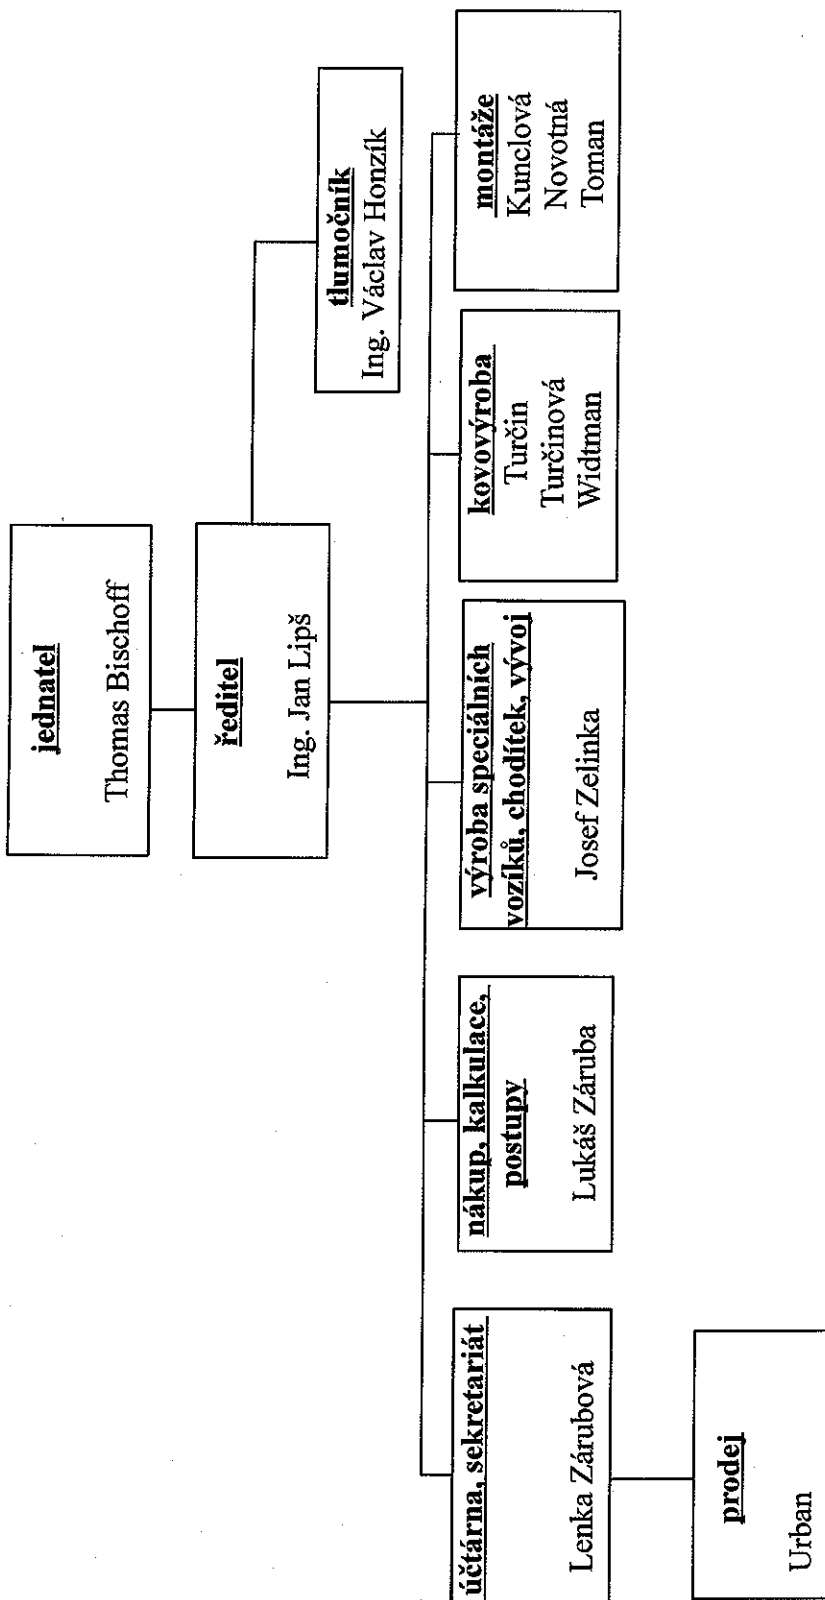 jednatel
Thomas Bischoff
ředitel
Ing. Jan Lipš
tlumočník
Ing. Václav Honzík
účtárna, sekretariát
Lenka Zárubová
nákup, kalkulace,
postupy
Lukáš Záruba
výroba speciálních
vozíků, chodítek, vývoj
Josef Zelinka
kovovýroba
Turčin
Turčinová
Widtman
montáže
Kunclová
Novotná
Toman
prodej
Urban